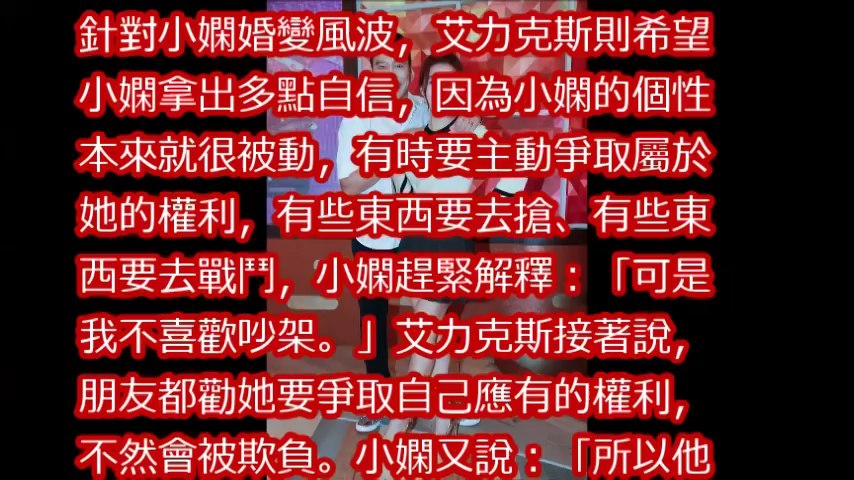 針對小嫻婚變風波，艾力克斯則希望
小嫻拿出多點自信，因為小嫻的個性
本來就很被動，有時要主動爭取屬於
她的權利，有些東西要去搶、有些東
西要去戰鬥，小嫻趕緊解釋：「可是
我不喜歡吵架。」艾力克斯接著說，
朋友都勸她要爭取自己應有的權利，
不然會被欺負。小嫻又說：「所以他